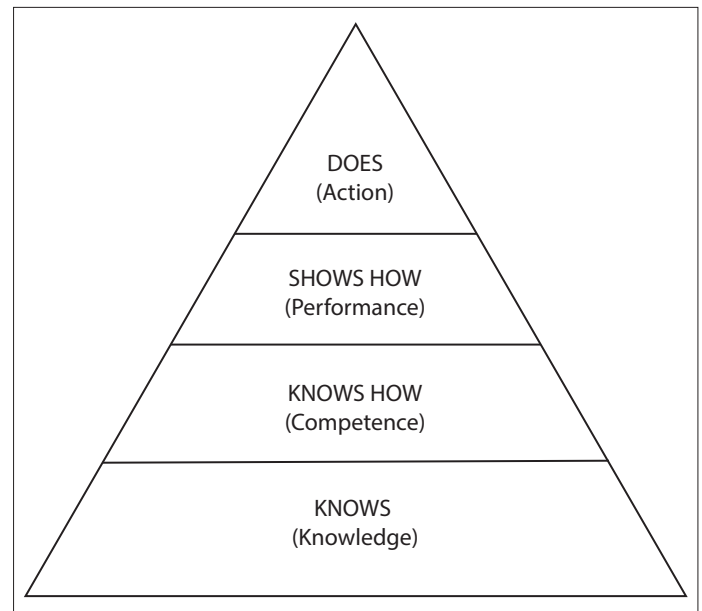 DOES
(Action)
SHOWS HOW
(Performance)
KNOWS HOW
(Competence)
KNOWS
(Knowledge)